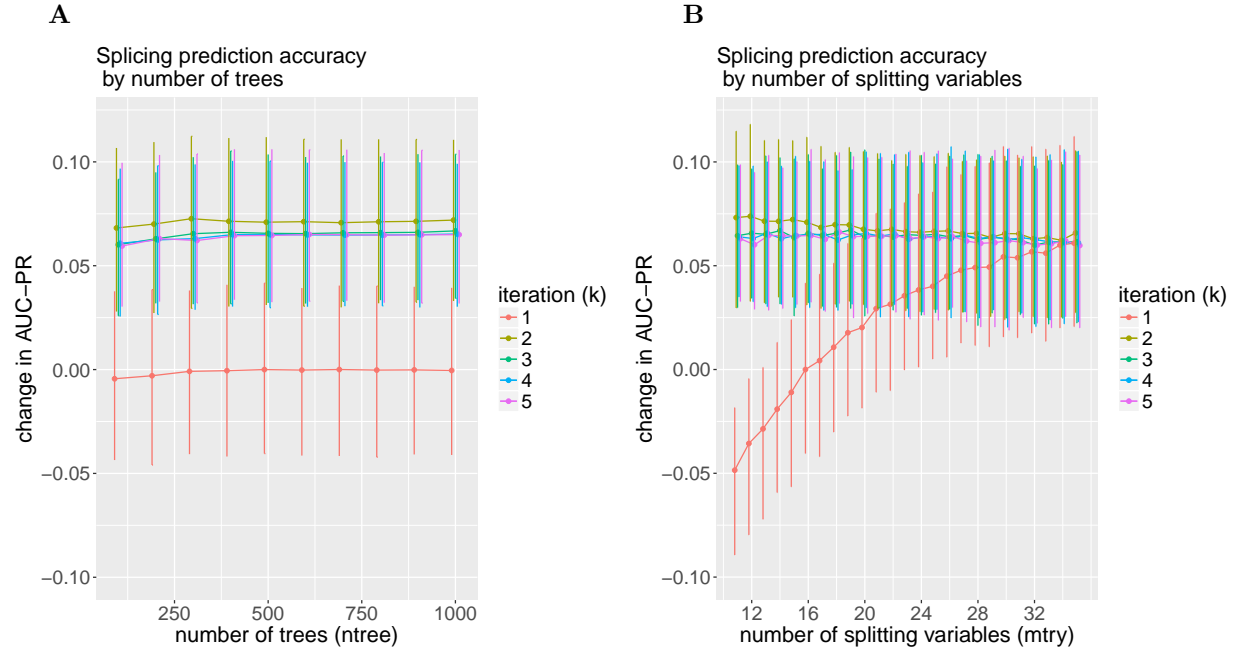 A
Splicing prediction accuracy
by number of trees
change in AUC−PR
0.10
0.05
0.00
−0.05
−0.10
250
500
750
1000
number of trees (ntree)
iteration (k)
1
2
3
4
5
B
Splicing prediction accuracy
by number of splitting variables
change in AUC−PR
0.10
0.05
0.00
−0.05
−0.10
12
16
20
24
28
32
number of splitting variables (mtry)
iteration (k)
1
2
3
4
5